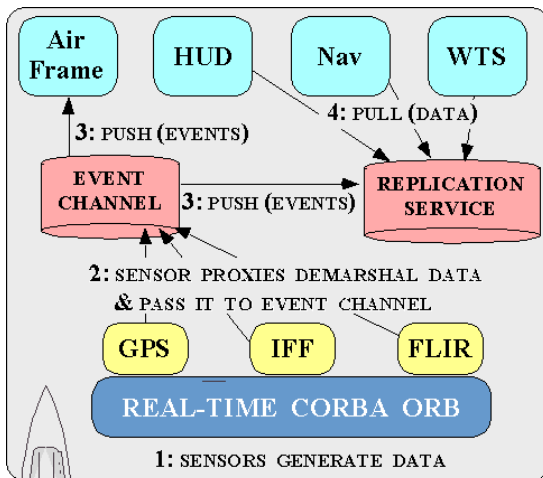 Air
Frame
HUD
Nav
WTS
4: PULL (DATA)
3: PUSH (EVENTS)
EVENT
CHANNEL
REPLICATION
SERVICE
3: PUSH (EVENTS)
2: SENSOR PROXIES DEMARSHAL DATA
& PASS IT TO EVENT CHANNEL
GPS
IFF
FLIR
REAL-TIME CORBA ORB
1: SENSORS GENERATE DATA